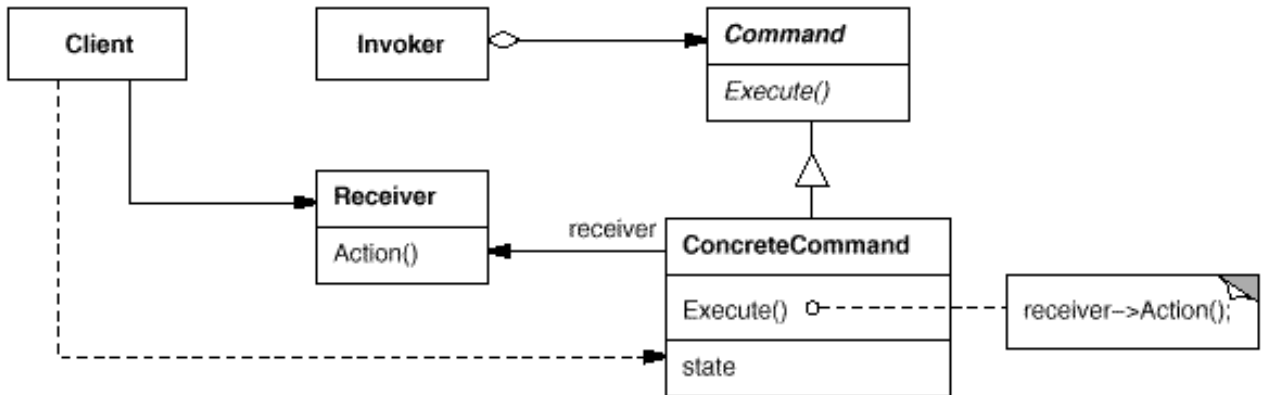 Client
Invoker
Command
Execute()
Receiver
Action()
receiver
ConcreteCommand
Execute()
receiver->Action();
state